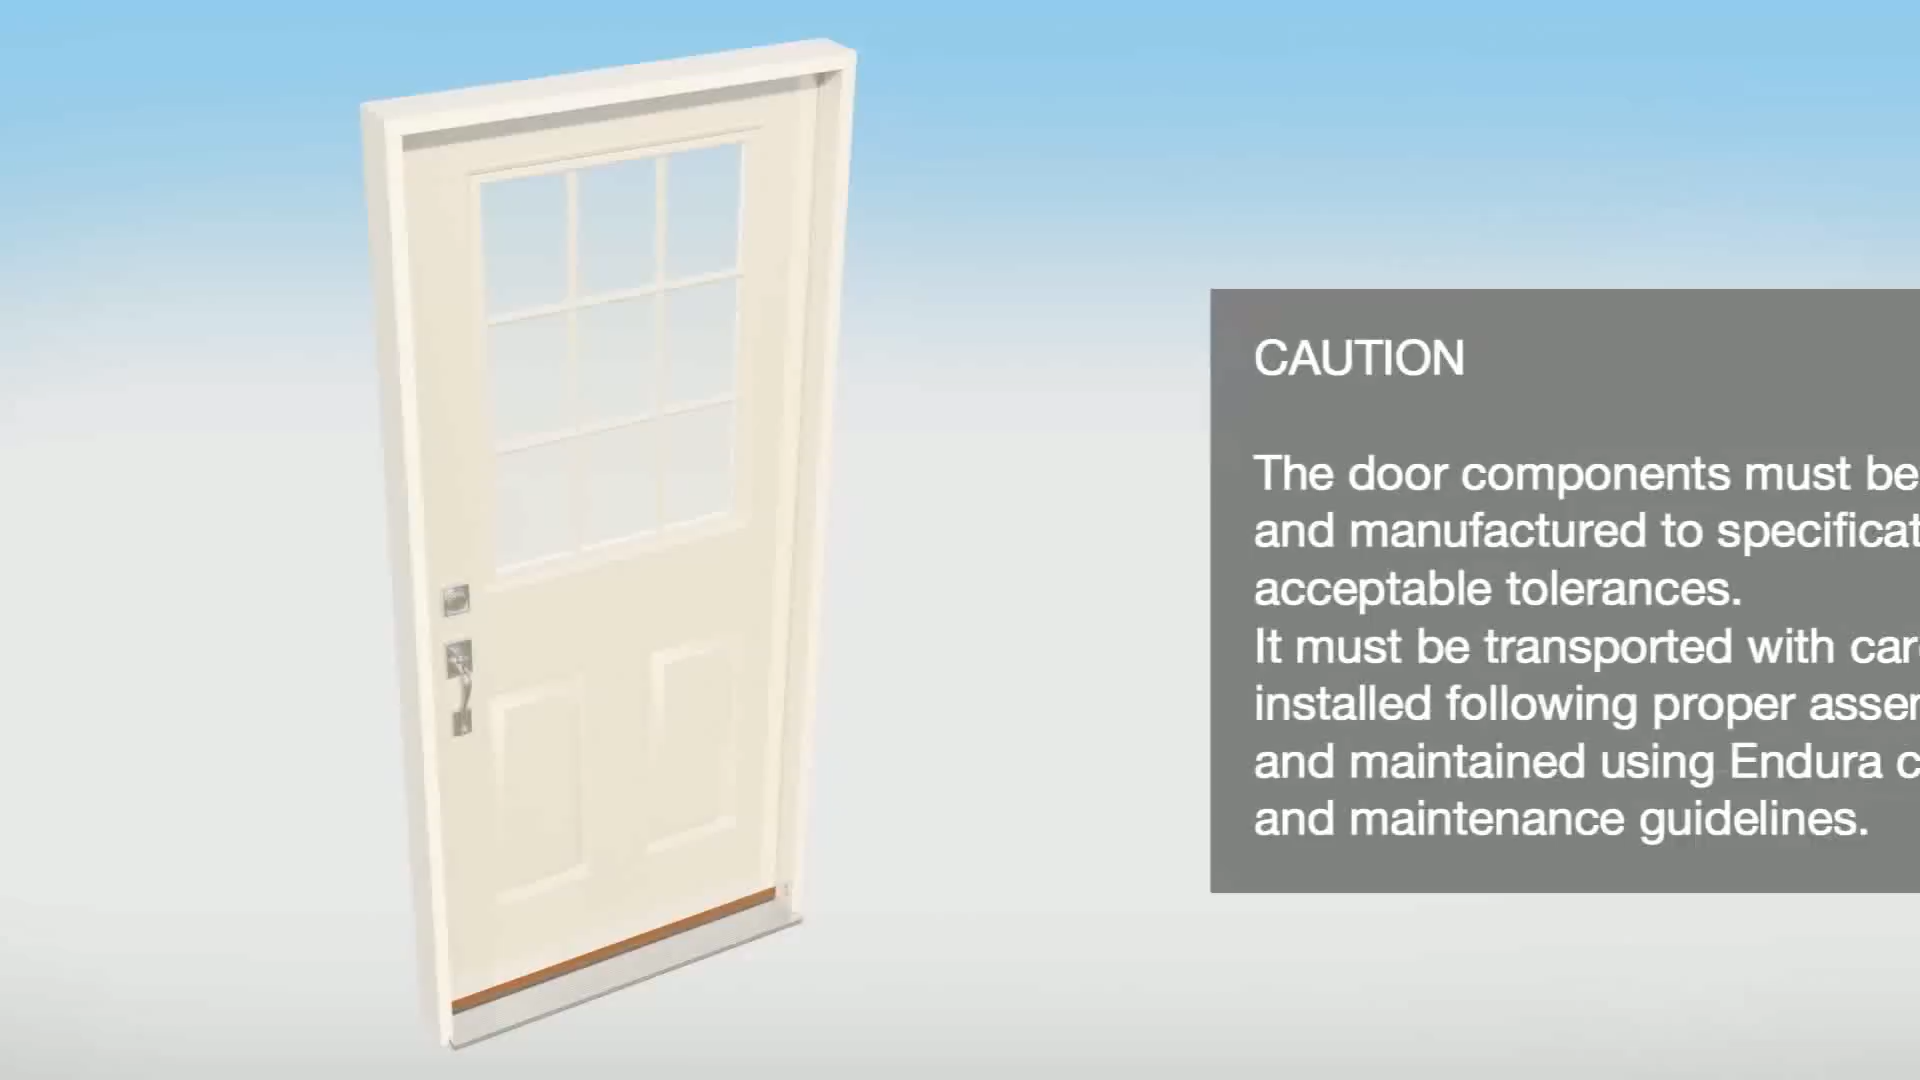 CAUTION
The door components must be
and manufactured to specificat
acceptable tolerances.
It must be transported with car
installed following proper asser
and maintained using Endura c
and maintenance guidelines.